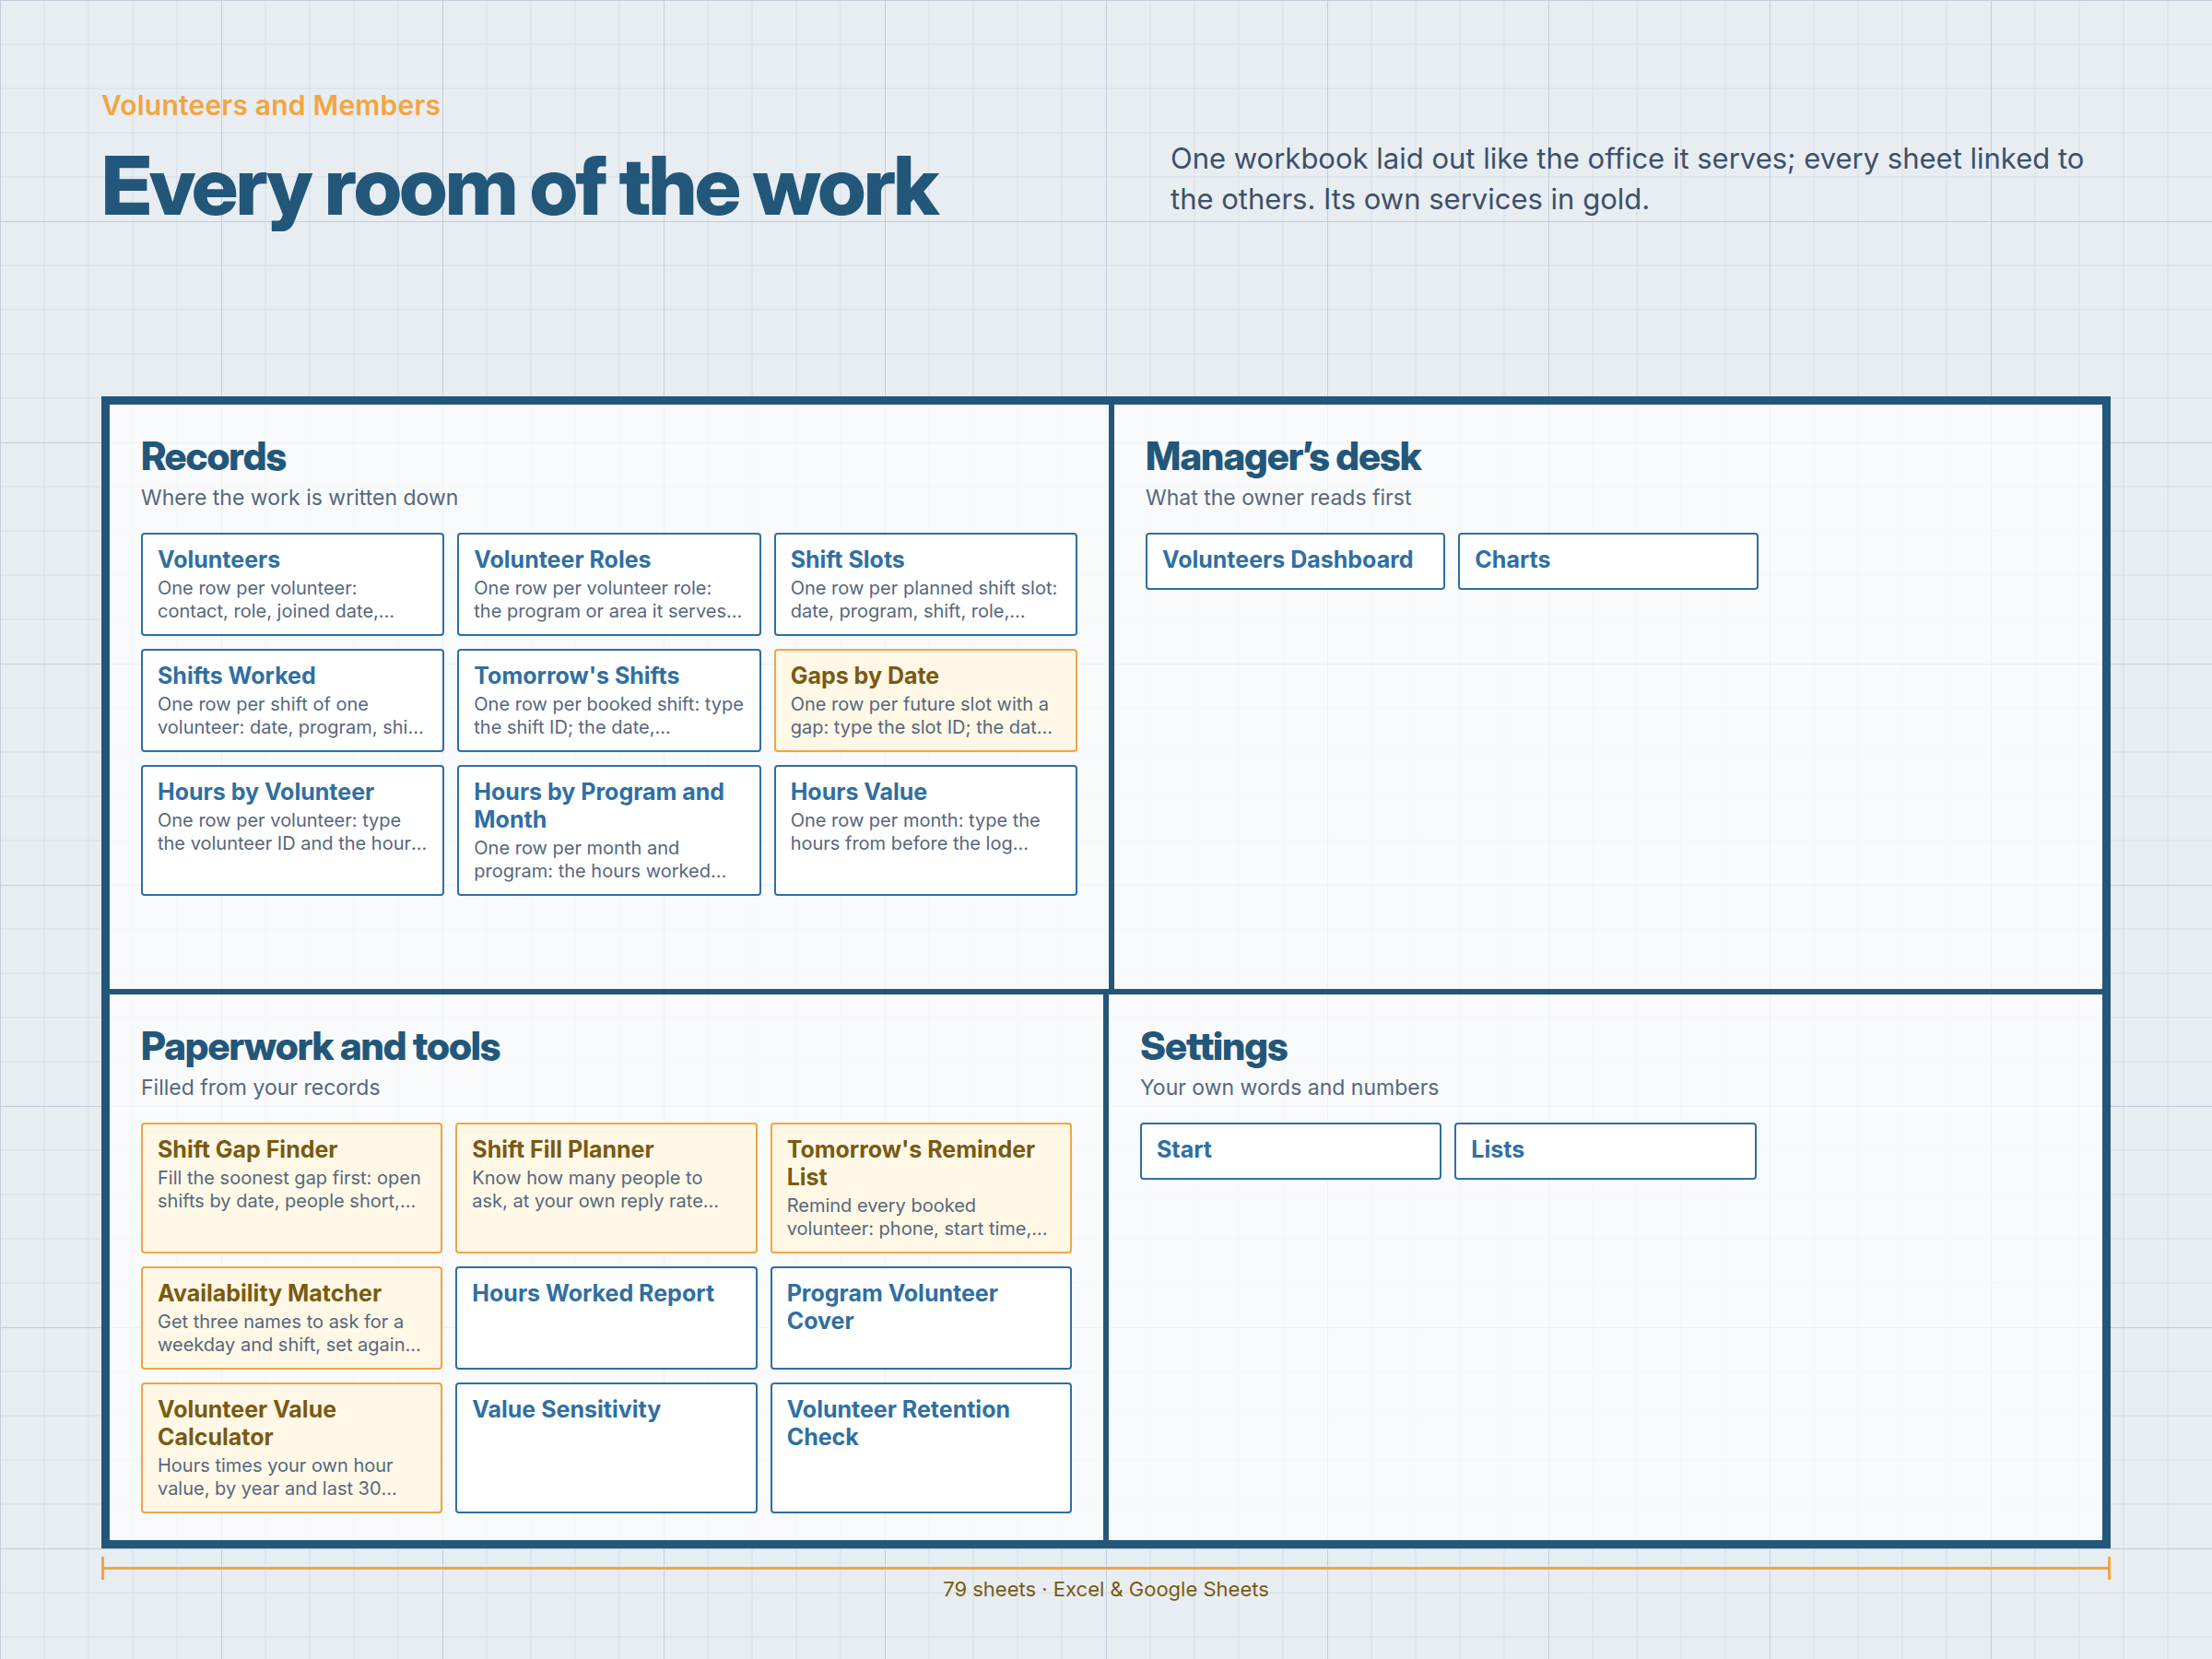 Volunteers and Members
Every room of the work
One workbook laid out like the office it serves; every sheet linked to
the others. Its own services in gold.
Records
Where the work is written down
Volunteers
One row per volunteer:
contact, role, joined date,...
Volunteer Roles
One row per volunteer role:
the program or area it serves...
Shift Slots
One row per planned shift slot:
date, program, shift, role,...
Shifts Worked
One row per shift of one
volunteer: date, program, shi...
Tomorrow's Shifts
One row per booked shift: type
the shift ID; the date,...
Gaps by Date
One row per future slot with a
gap: type the slot ID; the dat...
Hours by Volunteer
One row per volunteer: type
the volunteer ID and the hour...
Hours by Program and
Month
One row per month and
program: the hours worked...
Hours Value
One row per month: type the
hours from before the log...
Manager’s desk
What the owner reads first
Volunteers Dashboard
Charts
Paperwork and tools
Filled from your records
Shift Gap Finder
Fill the soonest gap first: open
shifts by date, people short,...
Shift Fill Planner
Know how many people to
ask, at your own reply rate...
Tomorrow's Reminder
List
Remind every booked
volunteer: phone, start time,...
Availability Matcher
Get three names to ask for a
weekday and shift, set again...
Hours Worked Report
Program Volunteer
Cover
Volunteer Value
Calculator
Hours times your own hour
value, by year and last 30...
Value Sensitivity
Volunteer Retention
Check
Settings
Your own words and numbers
Start
Lists
79 sheets · Excel & Google Sheets